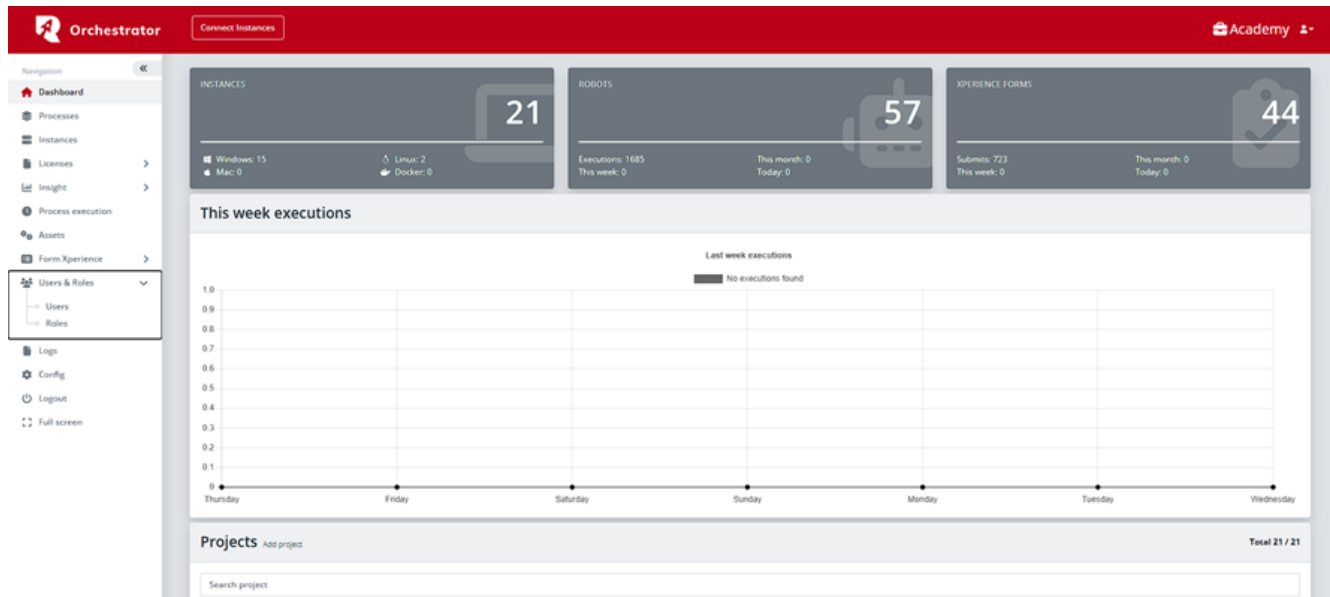 Orchestrator
Connect Instances
Academy
Navigation
Dashboard
Processes
Instances
Licenses
Insight
Process execution
Assets
Form Xperience
Users & Roles
Users
Roles
Logs
Config
Logout
Full screen
INSTANCES
21
Windows: 15
Linux: 2
Mac: 0
Docker: 0
ROBOTS
57
Executions: 1685
This month: 0
This week: 0
Today: 0
XPERIENCE FORMS
44
Submits: 723
This month: 0
This week: 0
Today: 0
This week executions
Last week executions
No executions found
1.0
0.9
0.8
0.7
0.6
0.5
0.4
0.3
0.2
0.1
0
Thursday Friday Saturday Sunday Monday Tuesday Wednesday
Projects Add project
Total 21 / 21
Search project